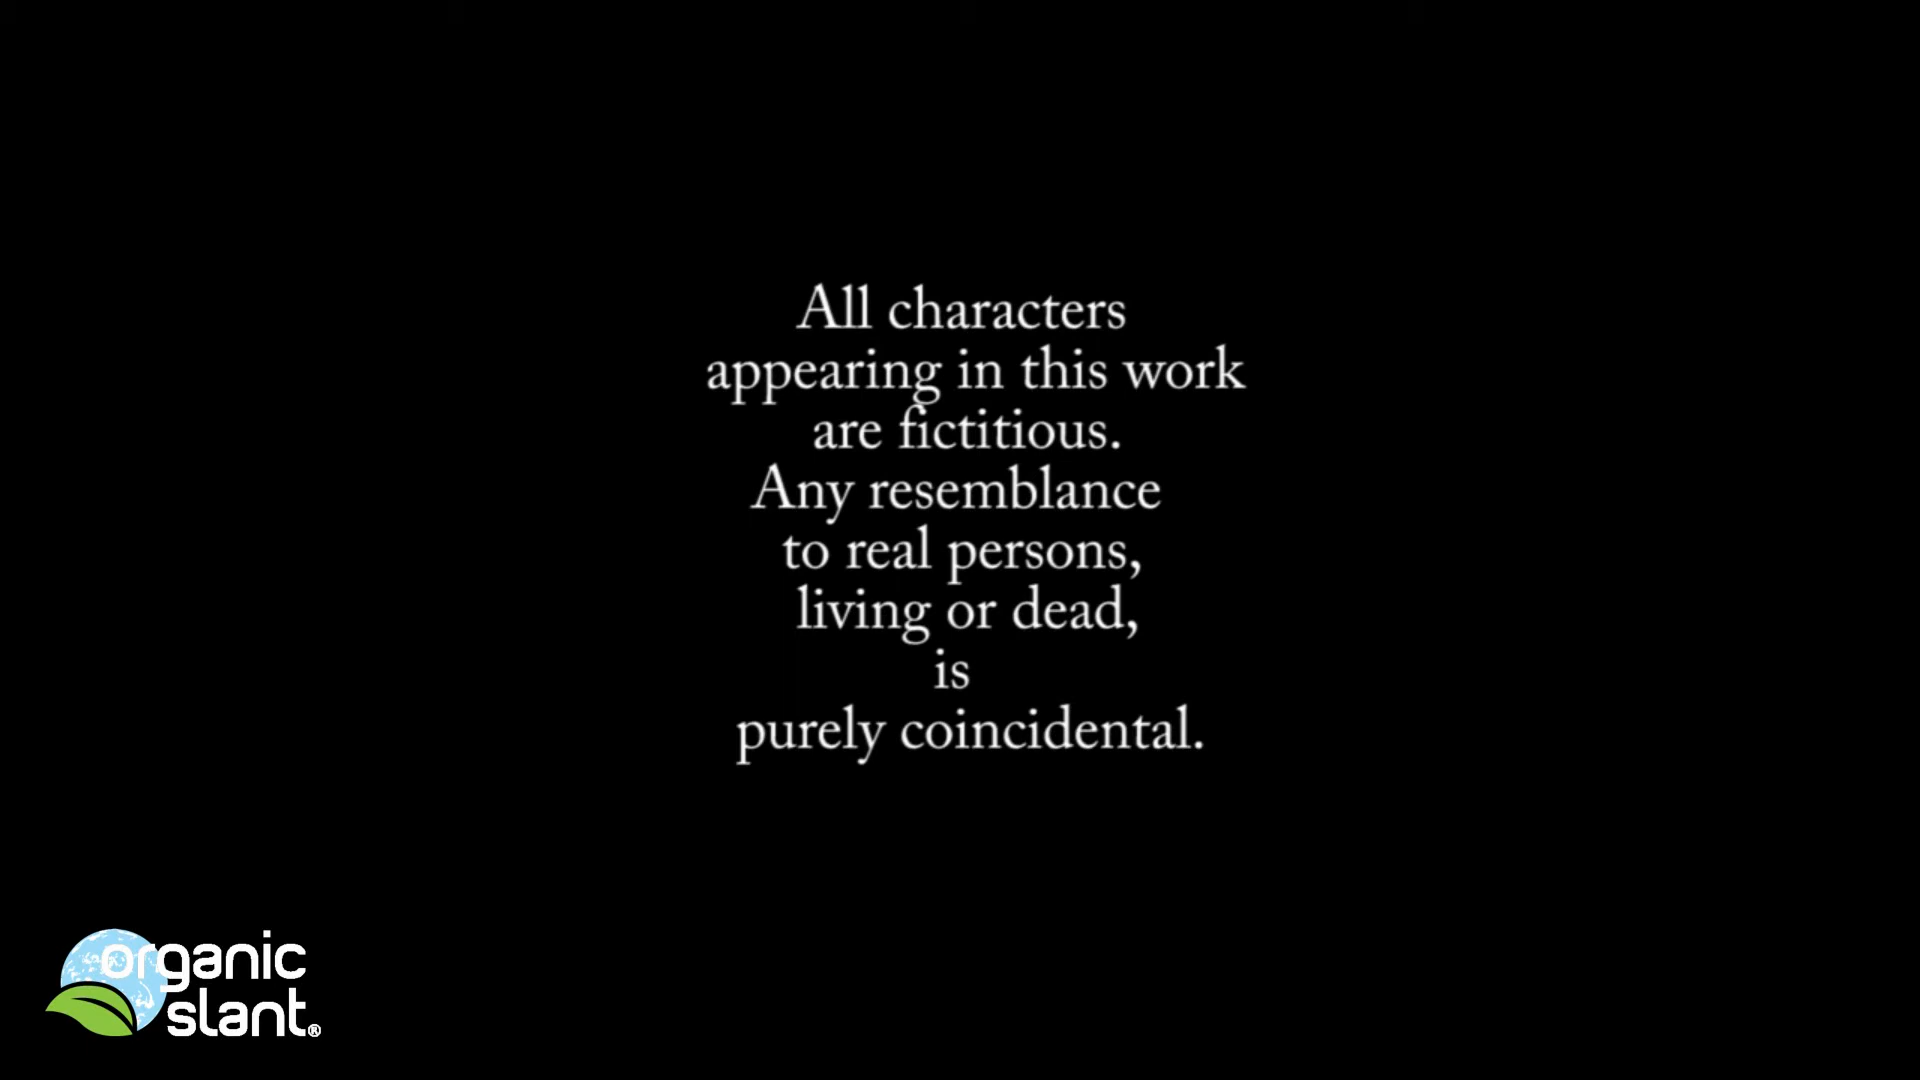 All characters
appearing in this work
are fictitious.
Any resemblance
to real persons,
living or dead,
is
purely coincidental.
organic
slant®